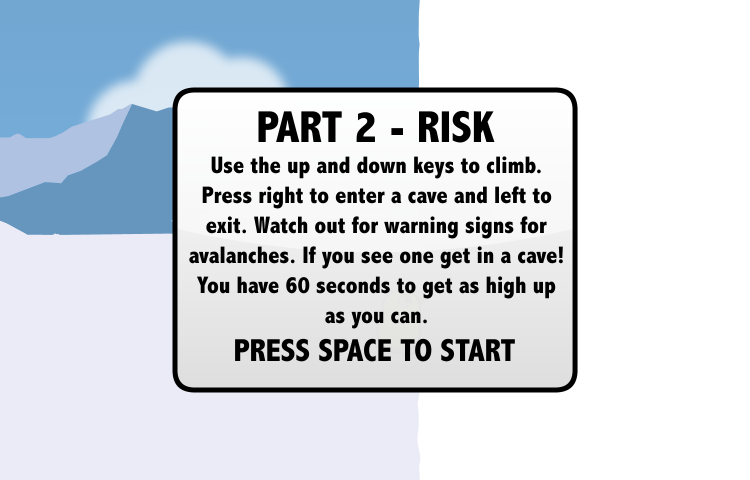 PART 2 - RISK
Use the up and down keys to climb.
Press right to enter a cave and left to
exit. Watch out for warning signs for
avalanches. If you see one get in a cave!
You have 60 seconds to get as high up
as you can.
PRESS SPACE TO START